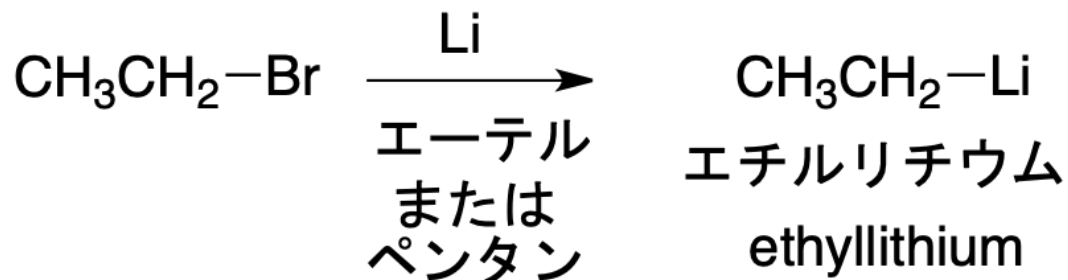 Li
CH₃CH₂−Br
CH₃CH₂−Li
エーテル
または
ペンタン
エチルリチウム
ethyllithium